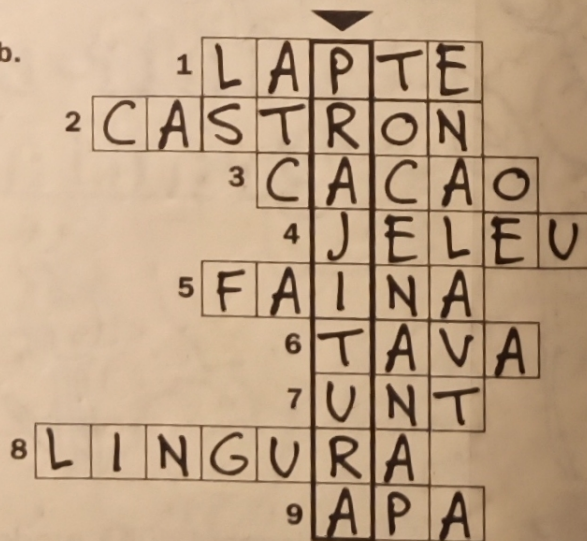 b.
1 LAPTE
2 CASTRON
3 CACAO
4 JELEU
5 FAINA
6 TAVA
7 UNT
8 LINGURA
9 APA